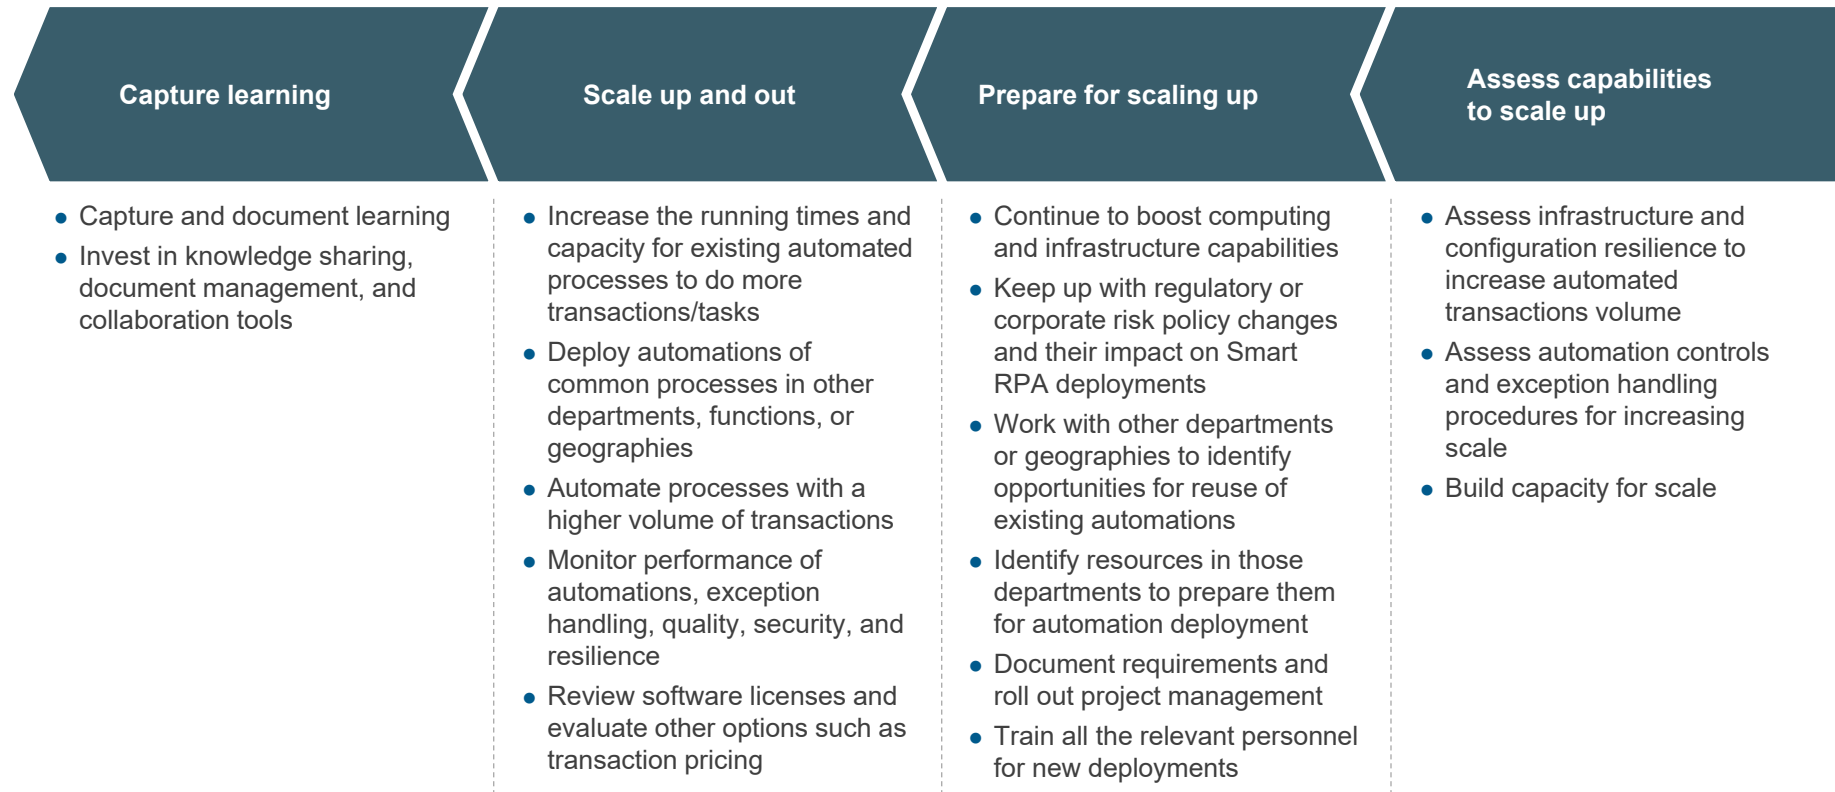 Capture learning
Scale up and out
Prepare for scaling up
Assess capabilities
to scale up
● Capture and document learning
● Invest in knowledge sharing,
document management, and
collaboration tools
● Increase the running times and
capacity for existing automated
processes to do more
transactions/tasks
● Deploy automations of
common processes in other
departments, functions, or
geographies
● Automate processes with a
higher volume of transactions
● Monitor performance of
automations, exception
handling, quality, security, and
resilience
● Review software licenses and
evaluate other options such as
transaction pricing
● Continue to boost computing
and infrastructure capabilities
● Keep up with regulatory or
corporate risk policy changes
and their impact on Smart
RPA deployments
● Work with other departments
or geographies to identify
opportunities for reuse of
existing automations
● Identify resources in those
departments to prepare them
for automation deployment
● Document requirements and
roll out project management
● Train all the relevant personnel
for new deployments
● Assess infrastructure and
configuration resilience to
increase automated
transactions volume
● Assess automation controls
and exception handling
procedures for increasing
scale
● Build capacity for scale